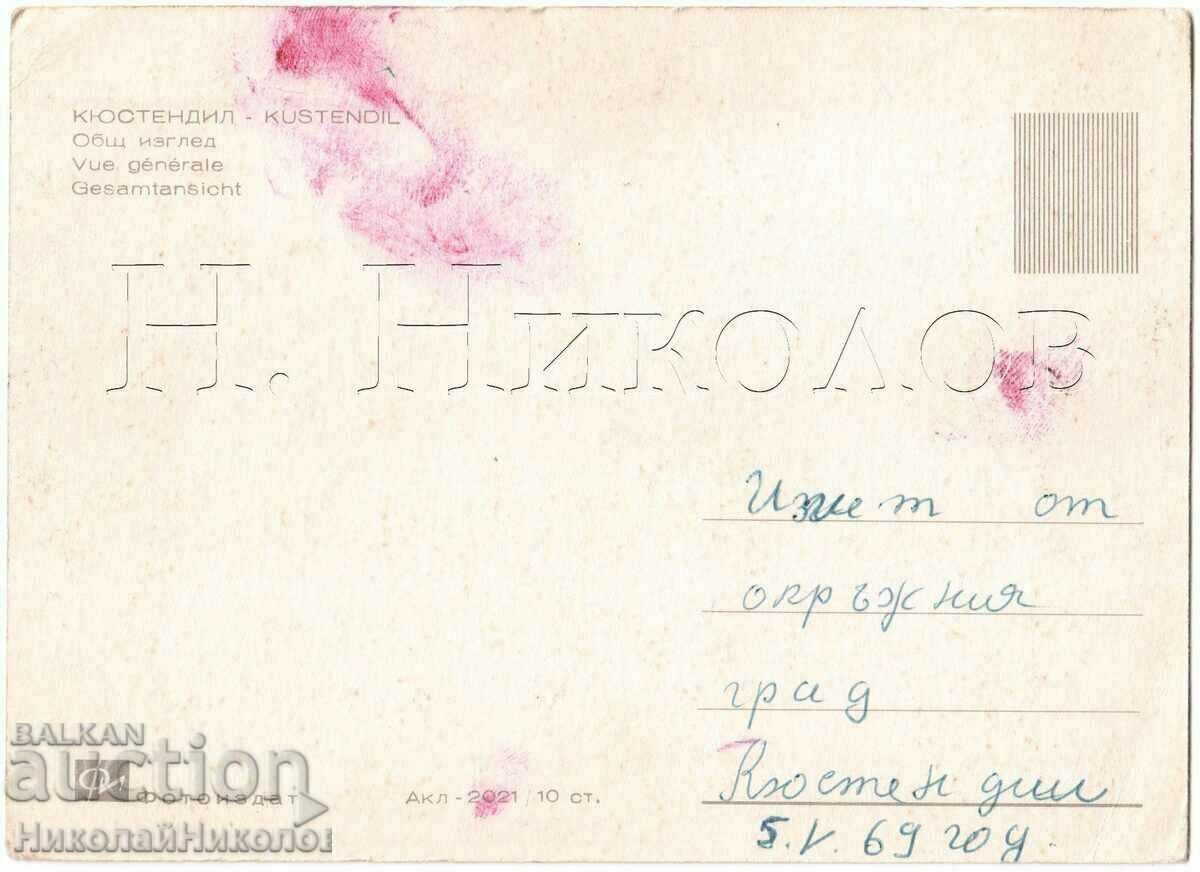 КЮСТЕНДИЛ - KUSTENDIL
Общ изглед
Vue générale
Gesamtansicht
Н. Николов
от
окръжния
град
Кюстендил
5.V.69 год
BALKAN
auction
ФИ Фотоиздат
Акл-2021/10 ст.
НиколайНиколов